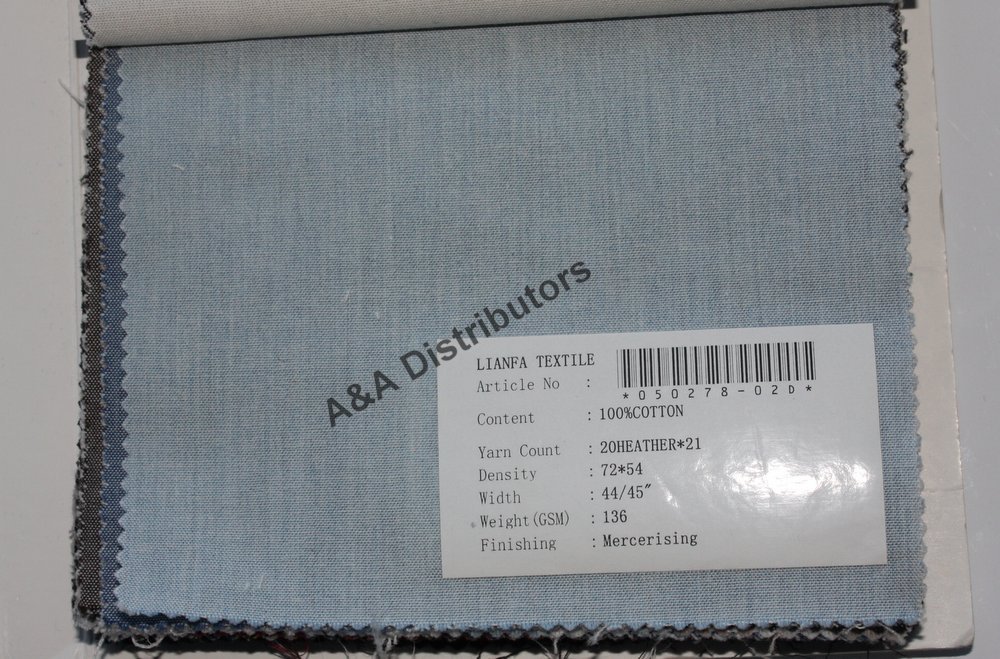 A&A Distributors
LIANFA TEXTILE
Article No :
*050278-02D*
Content : 100%COTTON
Yarn Count : 20HEATHER*21
Density : 72*54
Width : 44/45″
Weight(GSM) : 136
Finishing : Mercerising